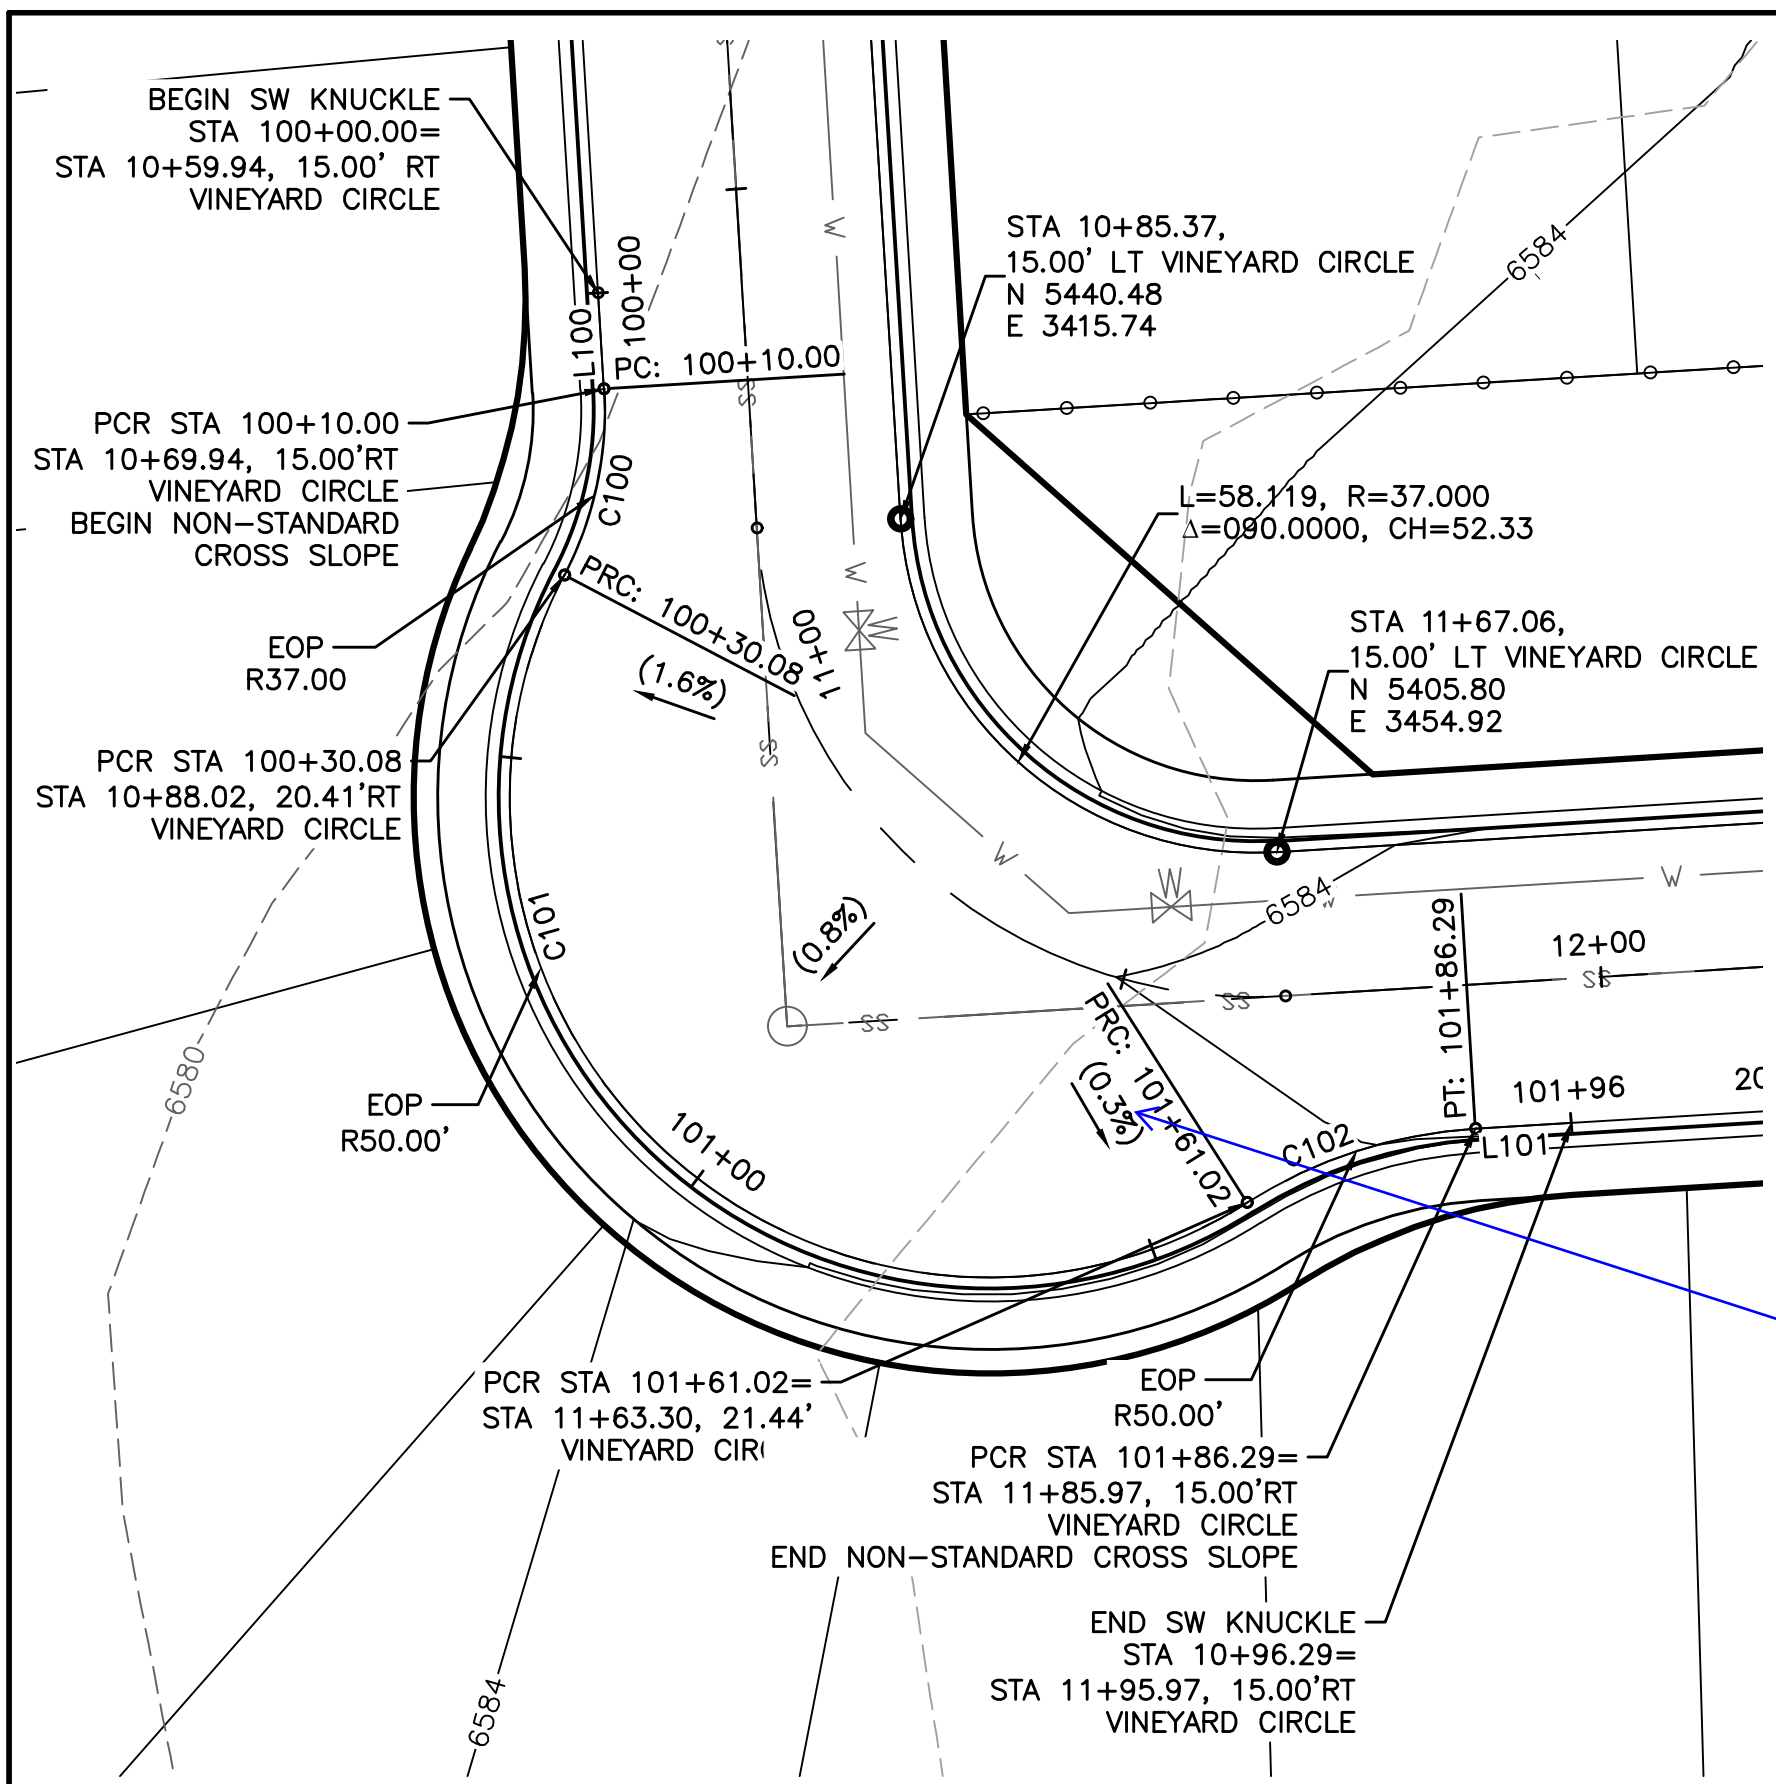 BEGIN SW KNUCKLE
STA 100+00.00=
STA 10+59.94, 15.00' RT
VINEYARD CIRCLE
100+00
L100
PC: 100+10.00
STA 10+85.37,
15.00' LT VINEYARD CIRCLE
N 5440.48
E 3415.74
6584
PCR STA 100+10.00
STA 10+69.94, 15.00'RT
VINEYARD CIRCLE
BEGIN NON-STANDARD
CROSS SLOPE
C100
L=58.119, R=37.000
Δ=090.0000, CH=52.33
EOP
R37.00
PRC: 100+30.08
11+00
(1.6%)
STA 11+67.06,
15.00' LT VINEYARD CIRCLE
N 5405.80
E 3454.92
PCR STA 100+30.08
STA 10+88.02, 20.41'RT
VINEYARD CIRCLE
W
W
W
W
W
W
SS
SS
SS
SS
SS
C101
(0.8%)
6584
12+00
PT: 101+86.29
6580
EOP
R50.00'
101+00
PRC: 101+61.02
(0.3%)
C102
L101
101+96
20
PCR STA 101+61.02=
STA 11+63.30, 21.44'
VINEYARD CIR
EOP
R50.00'
PCR STA 101+86.29=
STA 11+85.97, 15.00'RT
VINEYARD CIRCLE
END NON-STANDARD CROSS SLOPE
END SW KNUCKLE
STA 10+96.29=
STA 11+95.97, 15.00'RT
VINEYARD CIRCLE
6584